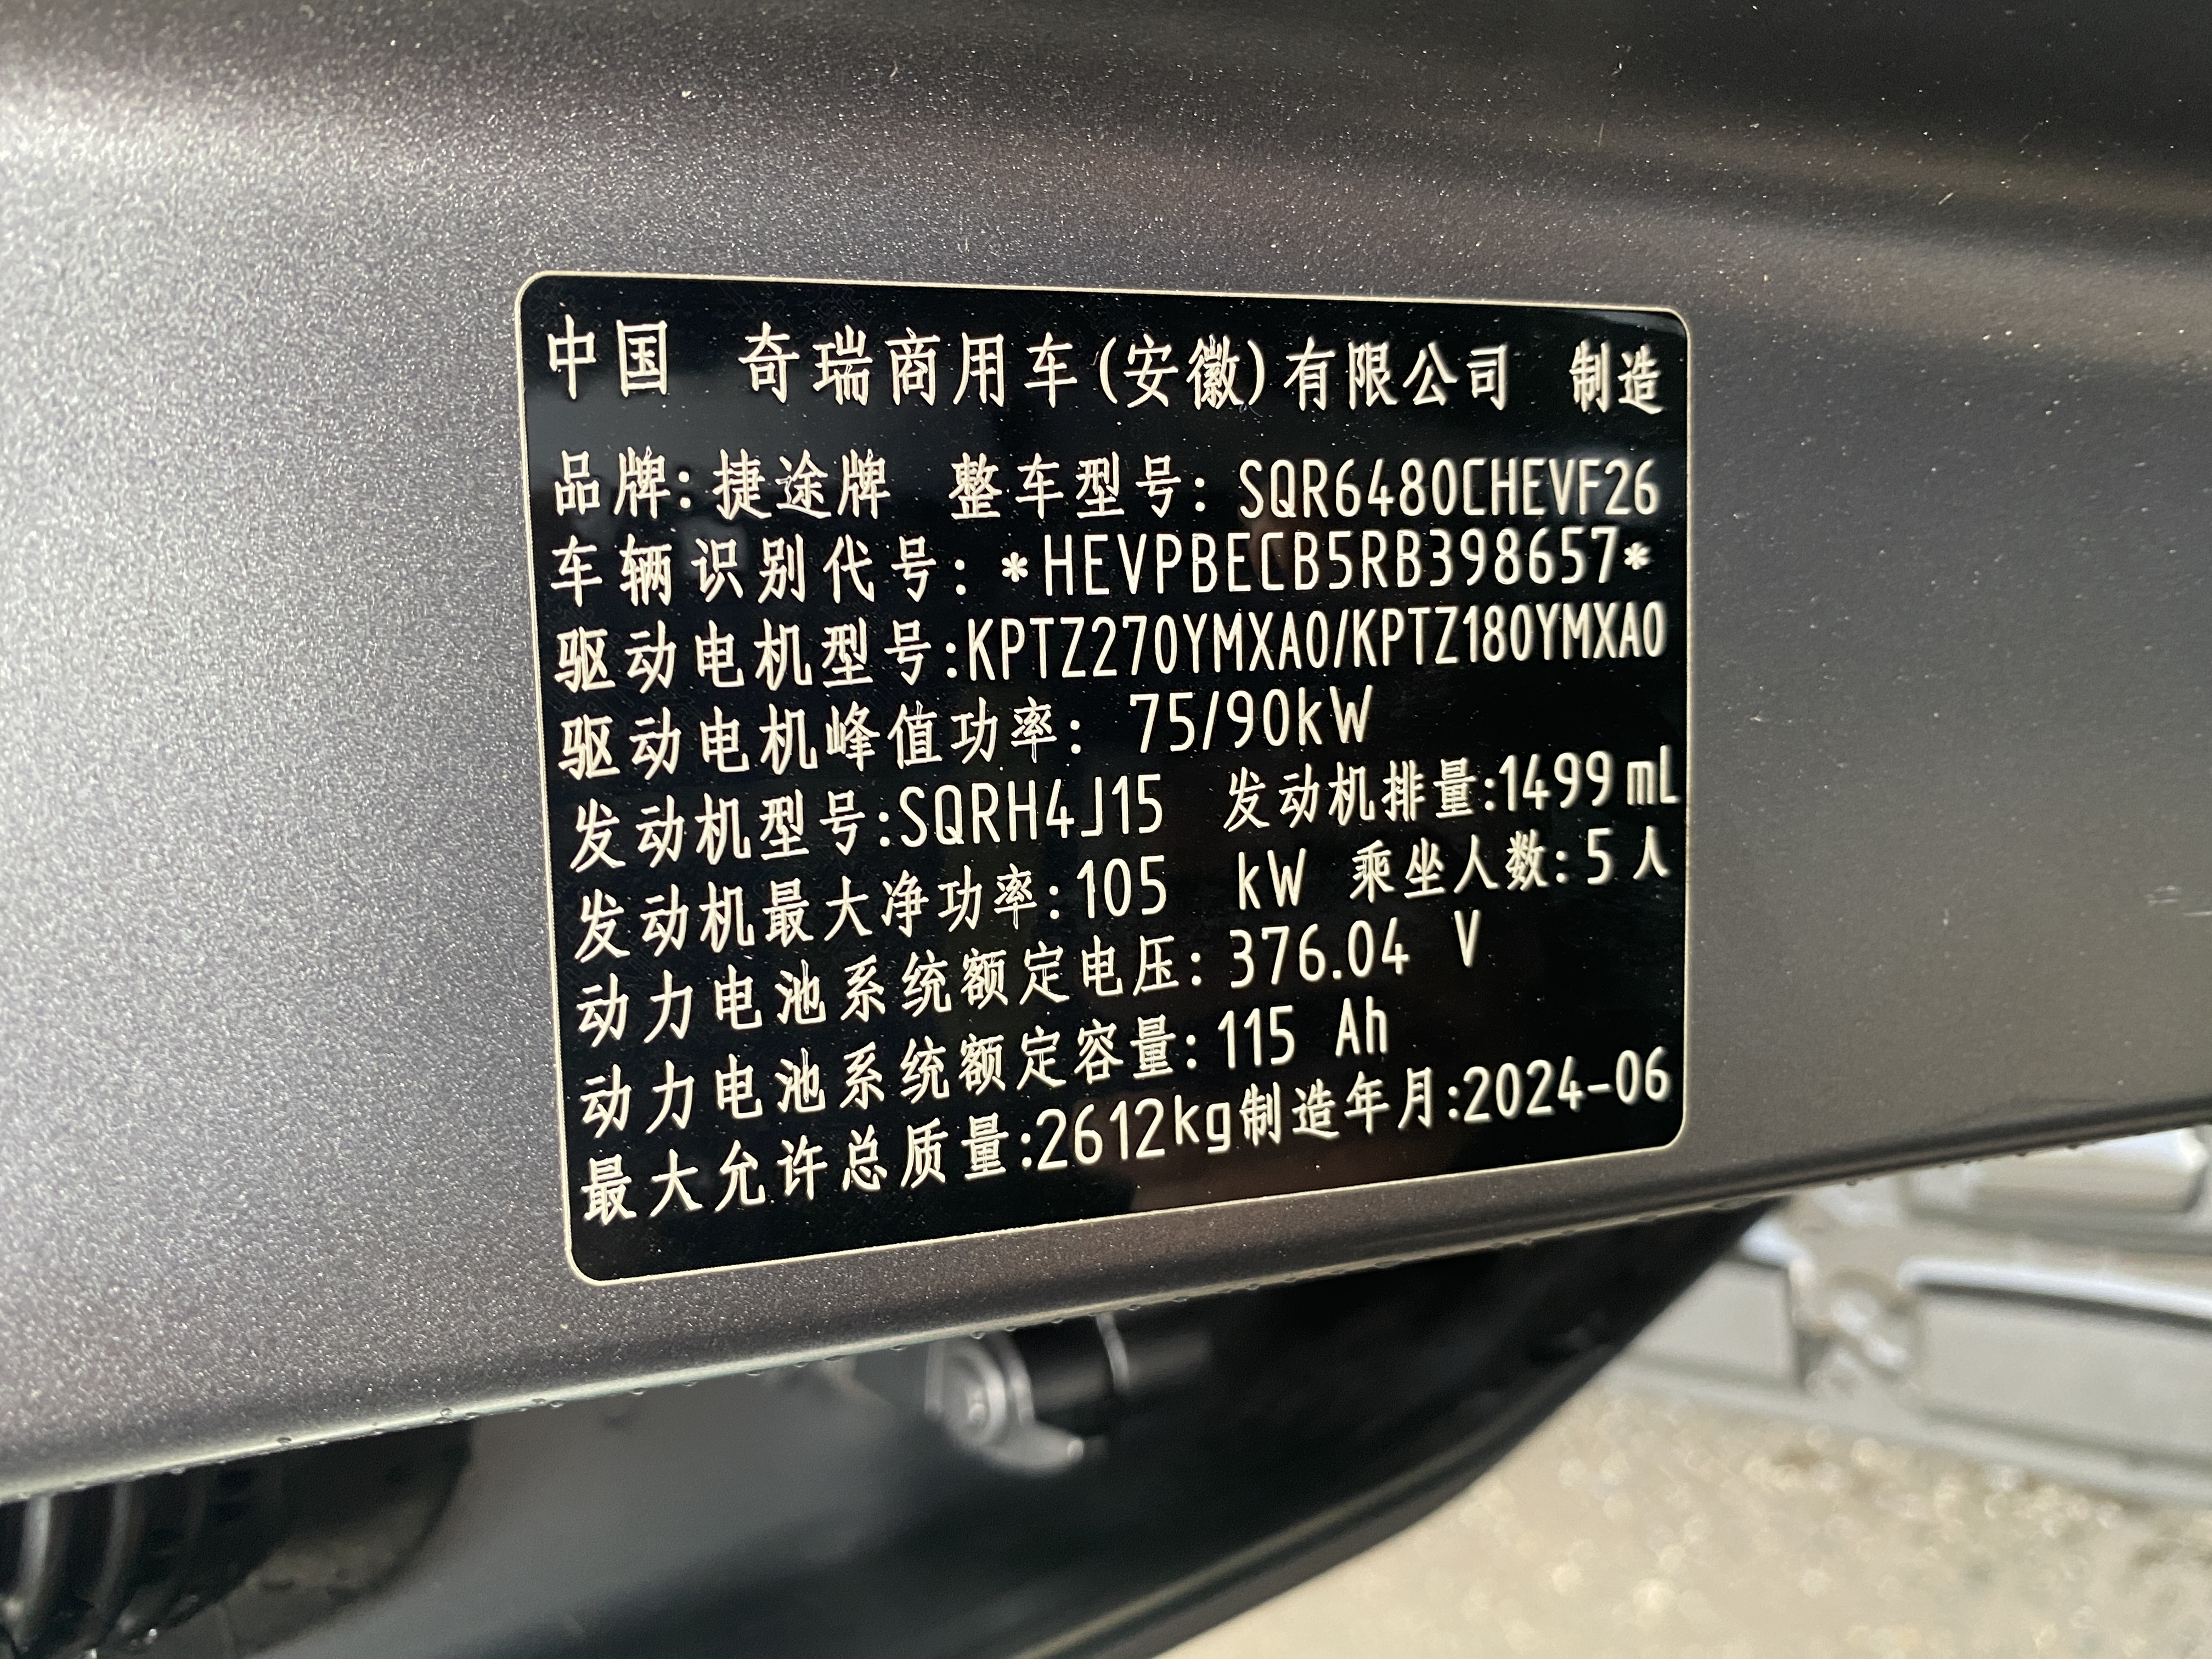 中国 奇瑞商用车(安徽)有限公司 制造
品牌:捷途牌 整车型号: SQR6480CHEVF26
车辆识别代号: *HEVPBECB5RB398657*
驱动电机型号:KPTZ270YMXA0/KPTZ180YMXA0
驱动电机峰值功率: 75/90kW
发动机型号:SQRH4J15 发动机排量:1499 mL
发动机最大净功率:105 kW 乘坐人数:5 人
动力电池系统额定电压: 376.04 V
动力电池系统额定容量: 115 Ah
最大允许总质量:2612kg制造年月:2024-06